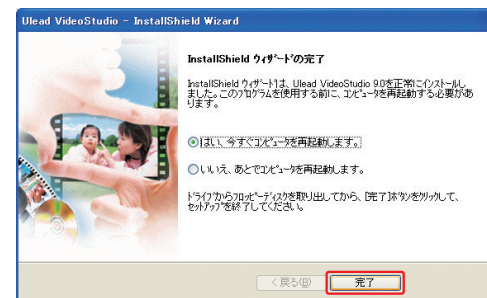 Ulead VideoStudio - InstallShield Wizard
InstallShield ウィザードの完了
InstallShield ウィザードは、Ulead VideoStudio 9.0を正常にインストールし
ました。このプログラムを使用する前に、コンピュータを再起動する必要があ
ります。
はい、今すぐコンピュータを再起動します。
いいえ、あとでコンピュータを再起動します。
ドライブからフロッピーディスクを取り出してから、[完了]ボタンをクリックして、
セットアップを終了してください。
< 戻る(B)
完了